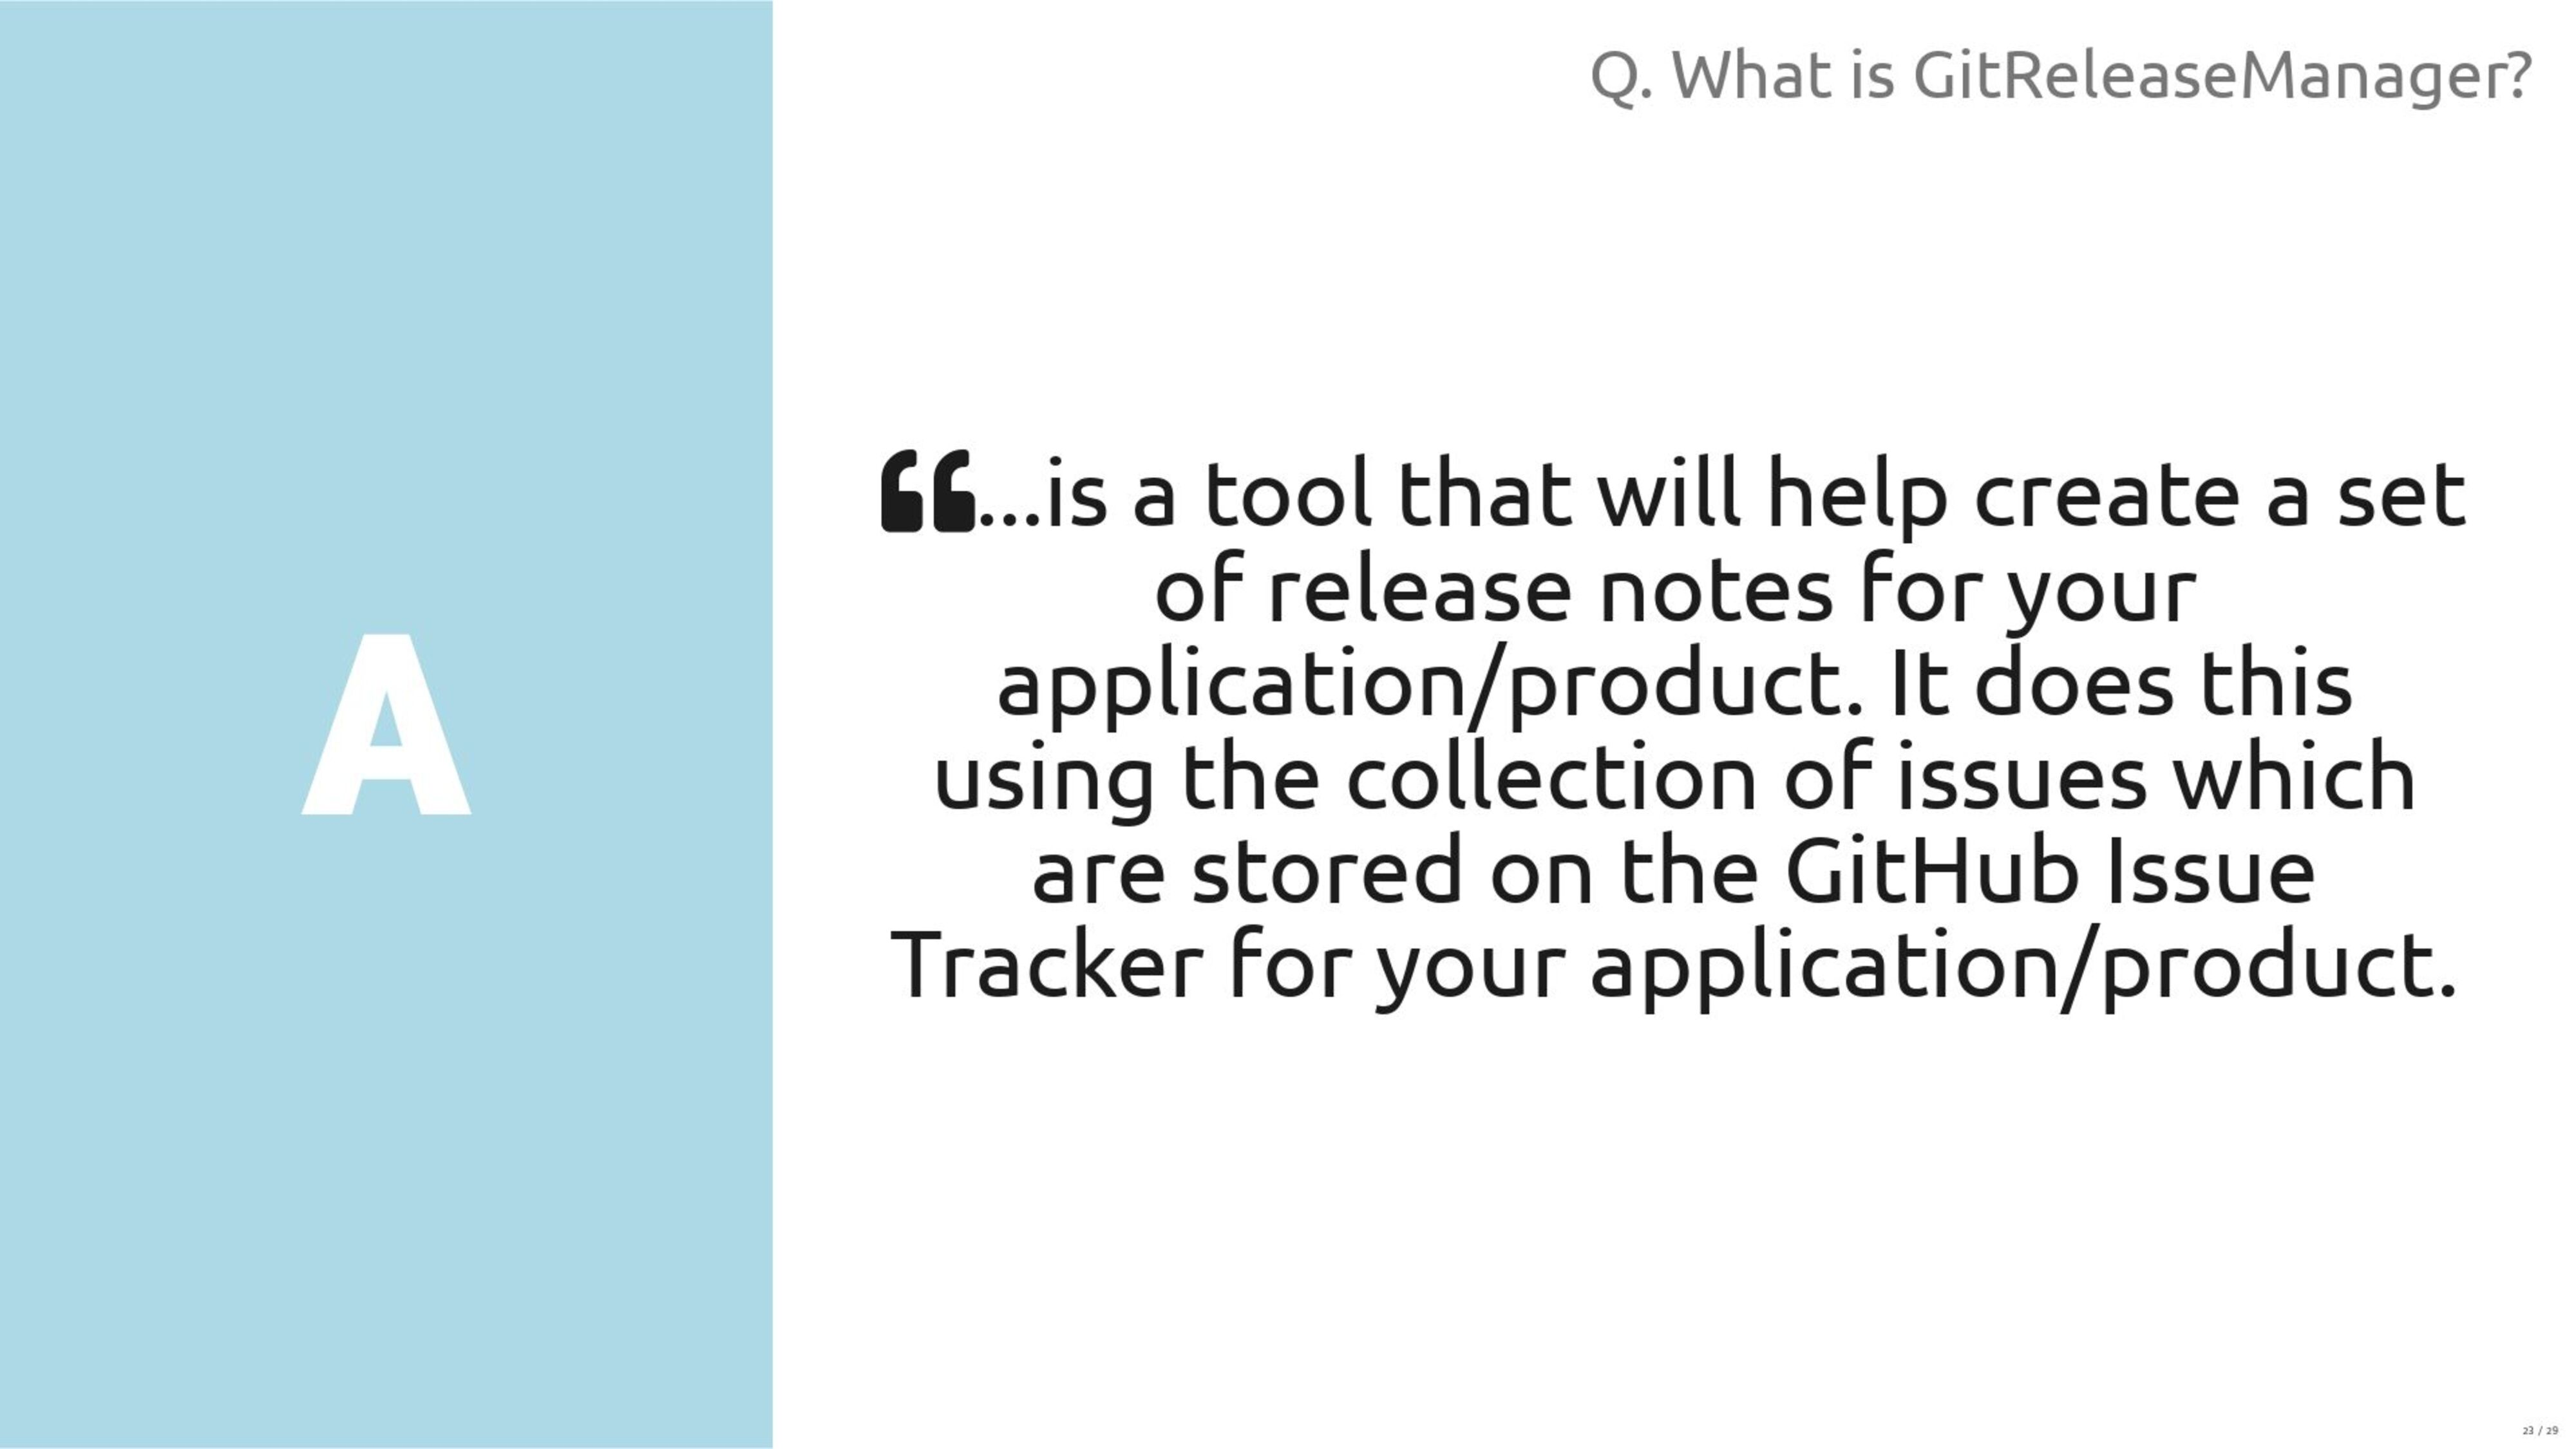 Q. What is GitReleaseManager?
A
“...is a tool that will help create a set
of release notes for your
application/product. It does this
using the collection of issues which
are stored on the GitHub Issue
Tracker for your application/product.
23 / 29